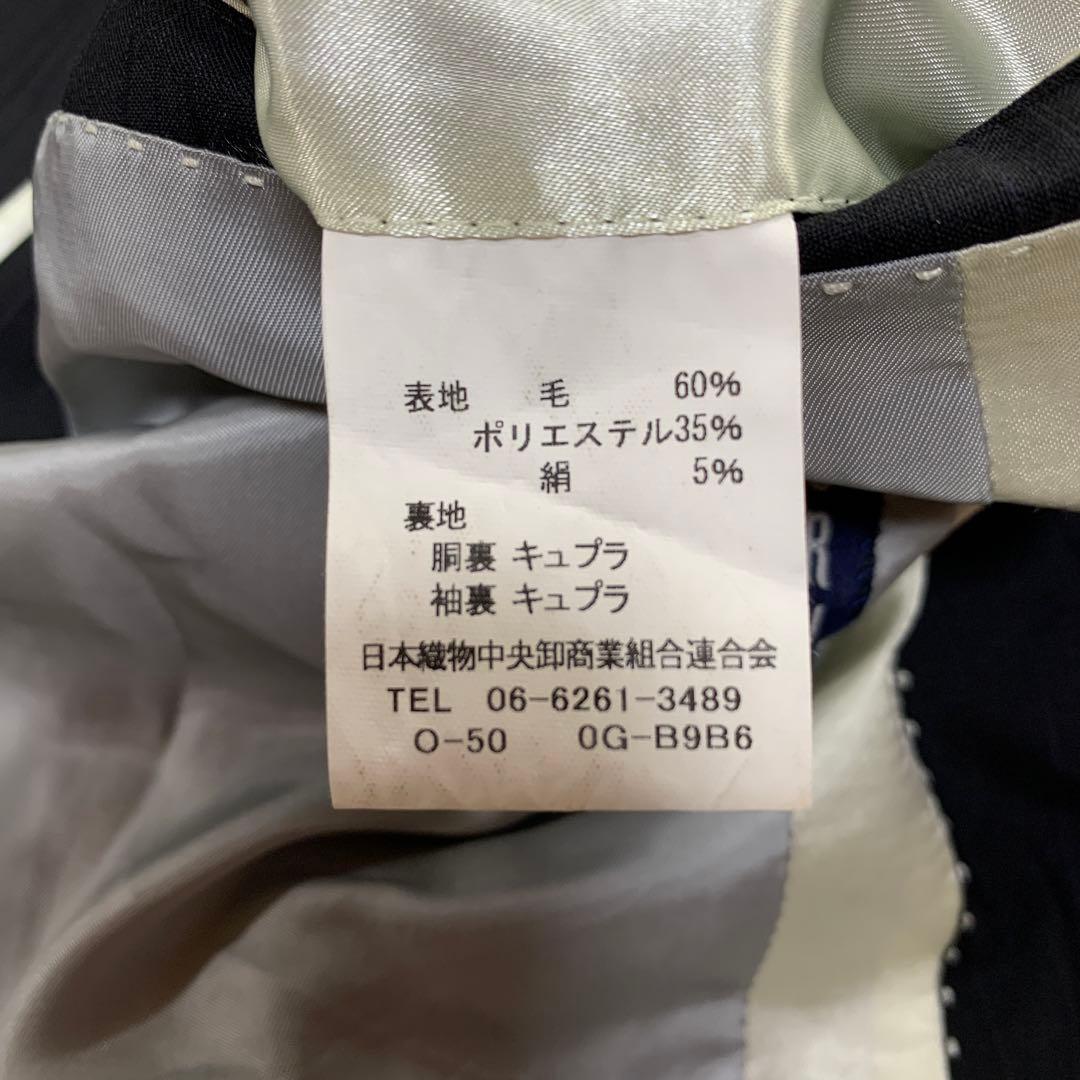 表地 毛 60%
ポリエステル35%
絹 5%
裏地
胴裏 キュプラ
袖裏 キュプラ
日本織物中央卸商業組合連合会
TEL 06-6261-3489
O-50 0G-B9B6
R